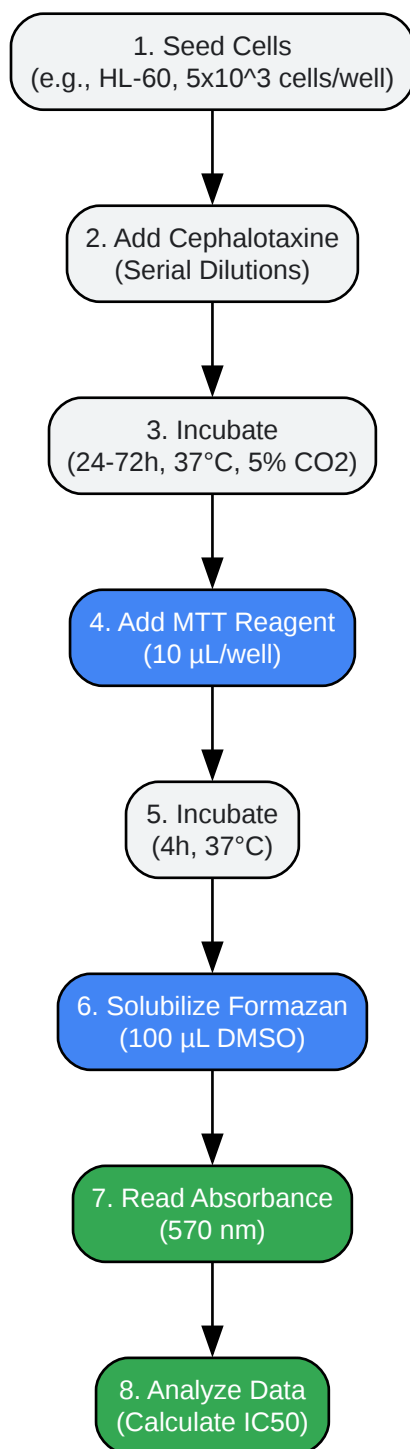 1. Seed Cells
(e.g., HL-60, 5x10^3 cells/well)
2. Add Cephalotaxine
(Serial Dilutions)
3. Incubate
(24-72h, 37°C, 5% CO2)
4. Add MTT Reagent
(10 µL/well)
5. Incubate
(4h, 37°C)
6. Solubilize Formazan
(100 µL DMSO)
7. Read Absorbance
(570 nm)
8. Analyze Data
(Calculate IC50)